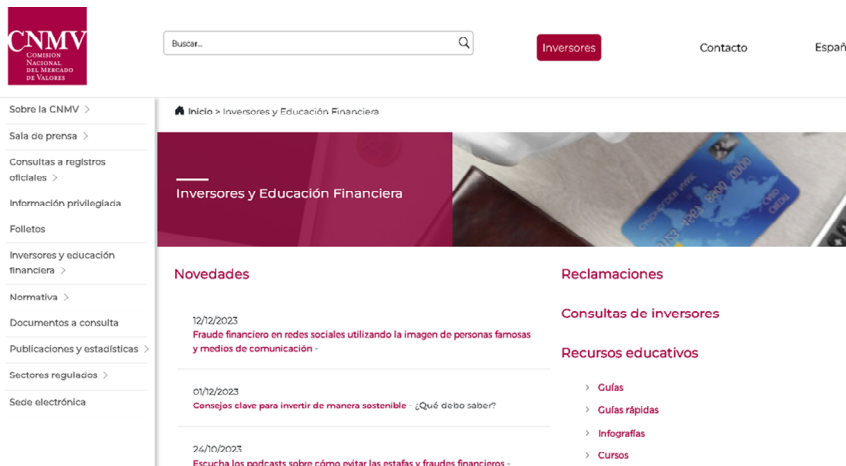 CNMV
COMISIÓN
NACIONAL
DEL MERCADO
DE VALORES
Buscar...
Inversores
Contacto
Españ
Sobre la CNMV >
Sala de prensa >
Consultas a registros
oficiales >
Información privilegiada
Folletos
Inversores y educación
financiera >
Normativa >
Documentos a consulta
Publicaciones y estadísticas >
Sectores regulados >
Sede electrónica
Inicio > Inversores y Educación Financiera
Inversores y Educación Financiera
Novedades
12/12/2023
Fraude financiero en redes sociales utilizando la imagen de personas famosas
y medios de comunicación -
01/12/2023
Consejos clave para invertir de manera sostenible - ¿Qué debo saber?
24/10/2023
Escucha los podcasts sobre cómo evitar las estafas y fraudes financieros -
Reclamaciones
Consultas de inversores
Recursos educativos
> Guías
> Guías rápidas
> Infografías
> Cursos